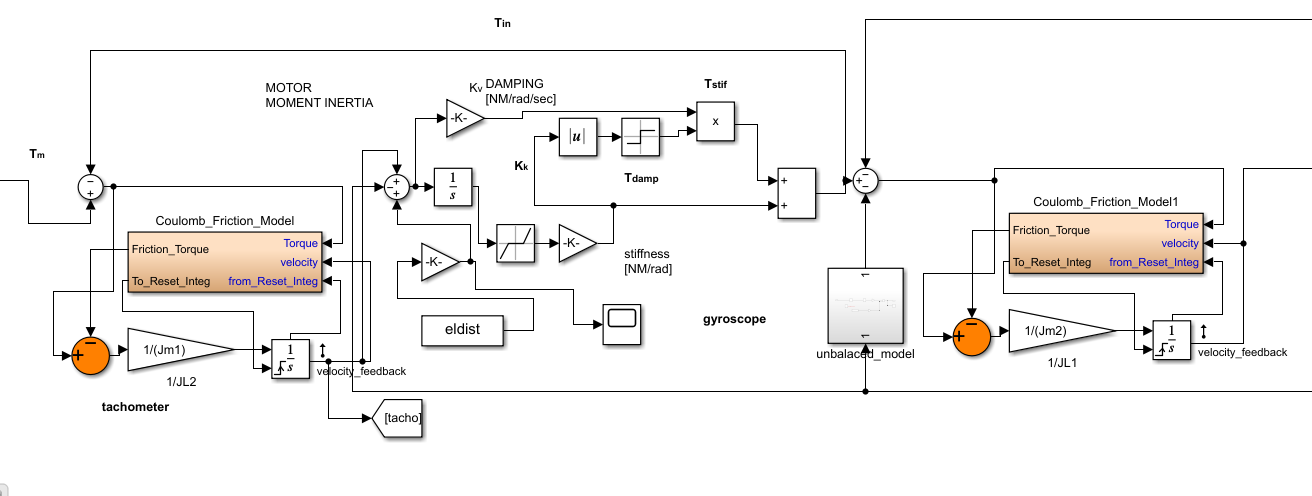 Tin
MOTOR
MOMENT INERTIA
Kv DAMPING
[NM/rad/sec]
Tstif
-K-
x
|u|
Tm
Kk
Tdamp
1
s
-K-
-K-
stiffness
[NM/rad]
Coulomb_Friction_Model
Friction_Torque
Torque
velocity
To_Reset_Integ
from_Reset_Integ
eldist
gyroscope
1
1
unbalaced_model
1/(Jm1)
1/JL2
1
s
velocity_feedback
tachometer
[tacho]
Coulomb_Friction_Model1
Friction_Torque
Torque
velocity
To_Reset_Integ
from_Reset_Integ
1/(Jm2)
1/JL1
1
s
velocity_feedback